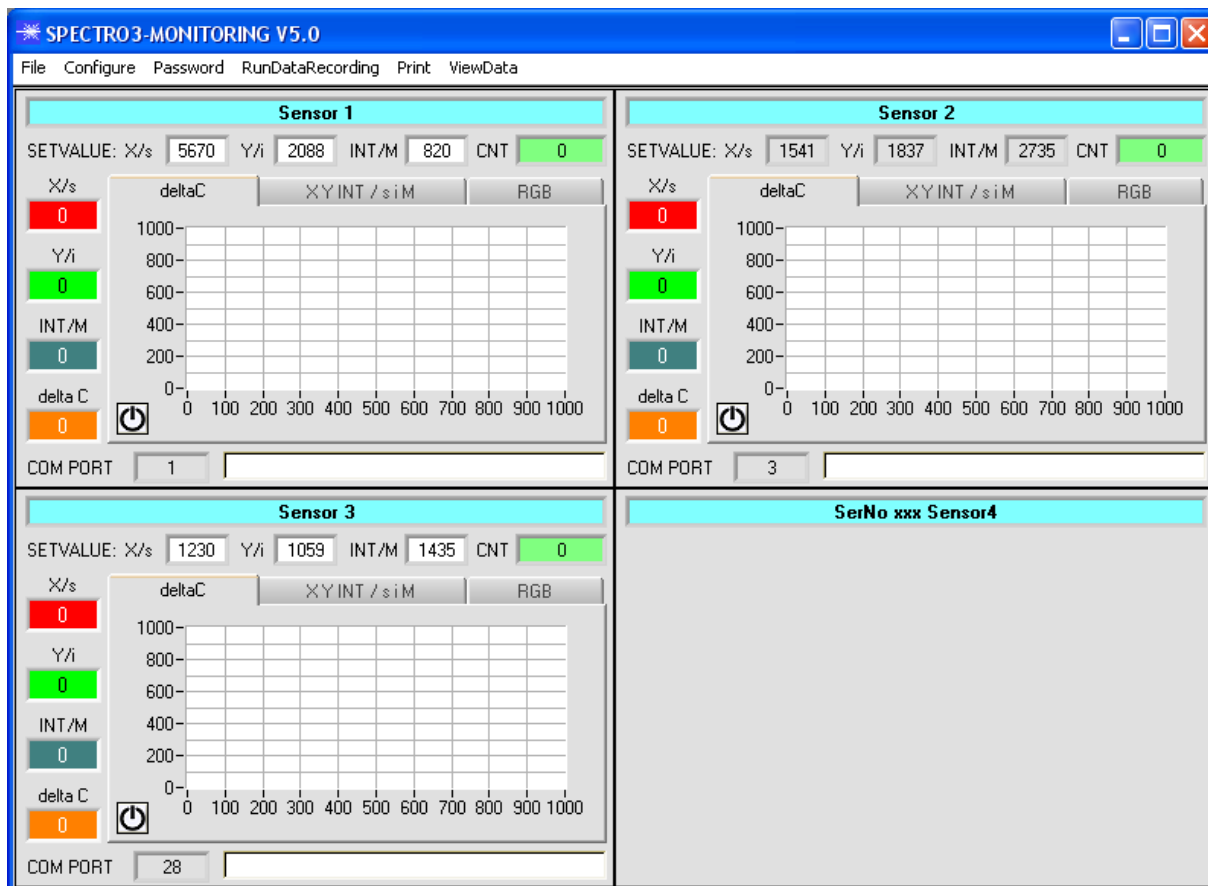 SPECTRO3-MONITORING V5.0
File Configure Password RunDataRecording Print ViewData
Sensor 1
SETVALUE: X/s 5670 Y/i 2088 INT/M 820 CNT 0
X/s
0
Y/i
0
INT/M
0
delta C
0
deltaC X Y INT / s i M RGB
1000
800
600
400
200
0
0 100 200 300 400 500 600 700 800 900 1000
COM PORT 1
Sensor 2
SETVALUE: X/s 1541 Y/i 1837 INT/M 2735 CNT 0
X/s
0
Y/i
0
INT/M
0
delta C
0
deltaC X Y INT / s i M RGB
1000
800
600
400
200
0
0 100 200 300 400 500 600 700 800 900 1000
COM PORT 3
Sensor 3
SETVALUE: X/s 1230 Y/i 1059 INT/M 1435 CNT 0
X/s
0
Y/i
0
INT/M
0
delta C
0
deltaC X Y INT / s i M RGB
1000
800
600
400
200
0
0 100 200 300 400 500 600 700 800 900 1000
COM PORT 28
SerNo xxx Sensor4